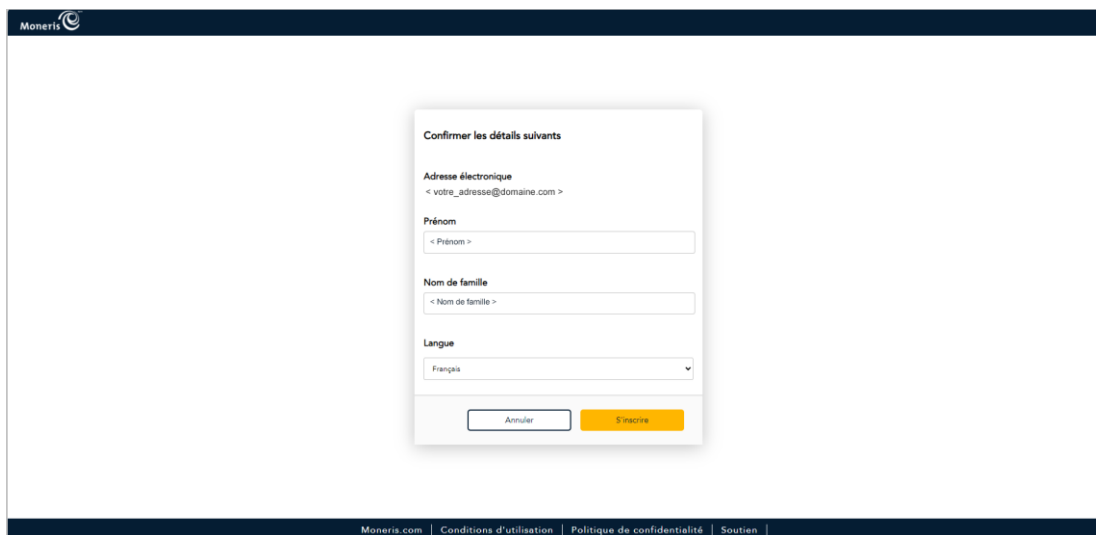 Moneris
Confirmer les détails suivants
Adresse électronique
< votre_adresse@domaine.com >
Prénom
< Prénom >
Nom de famille
< Nom de famille >
Langue
Français
Annuler
S'inscrire
Moneris.com | Conditions d'utilisation | Politique de confidentialité | Soutien |